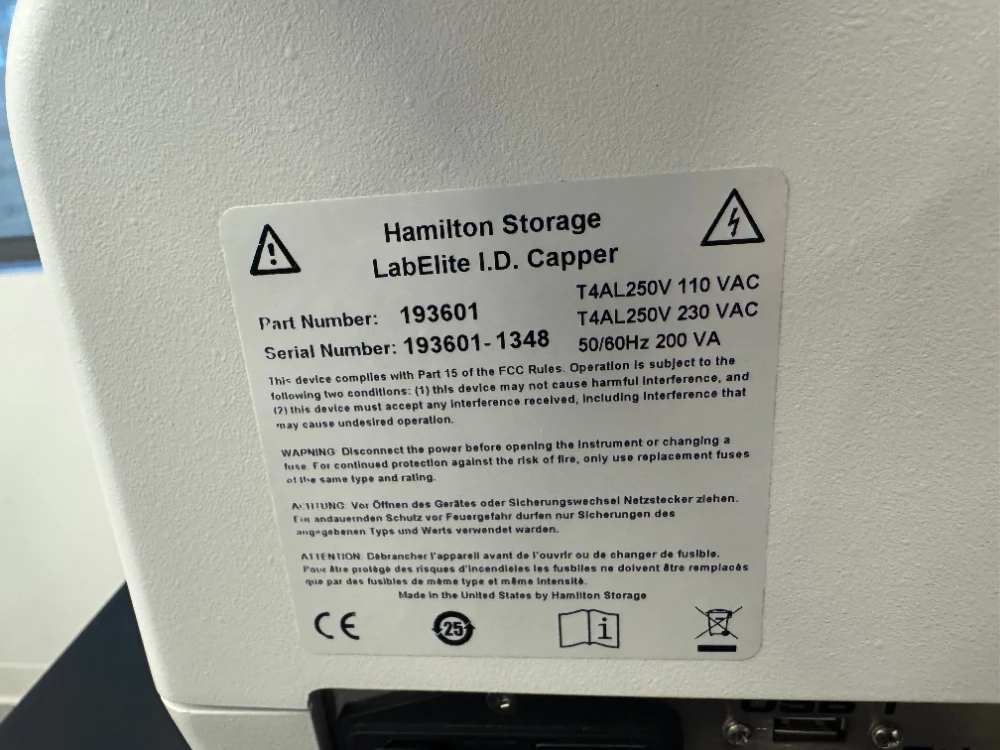 Hamilton Storage
LabElite I.D. Capper
Part Number: 193601
Serial Number: 193601-1348
T4AL250V 110 VAC
T4AL250V 230 VAC
50/60Hz 200 VA
This device complies with Part 15 of the FCC Rules. Operation is subject to the
following two conditions: (1) this device may not cause harmful interference, and
(2) this device must accept any interference received, including interference that
may cause undesired operation.
WARNING: Disconnect the power before opening the instrument or changing a
fuse. For continued protection against the risk of fire, only use replacement fuses
of the same type and rating.
ACHTUNG: Vor Öffnen des Gerätes oder Sicherungswechsel Netzstecker ziehen.
Für andauernden Schutz vor Feuergefahr durfen nur Sicherungen des
angegebenen Typs und Werts verwendet warden.
ATTENTION: Débrancher l'appareil avant de l'ouvrir ou de changer de fusible.
Pour être protégé des risques d'incendieles les fusbiles ne doivent être remplacés
que par des fusibles de même type et même intensité.
Made in the United States by Hamilton Storage
CE
25
i
USB 1